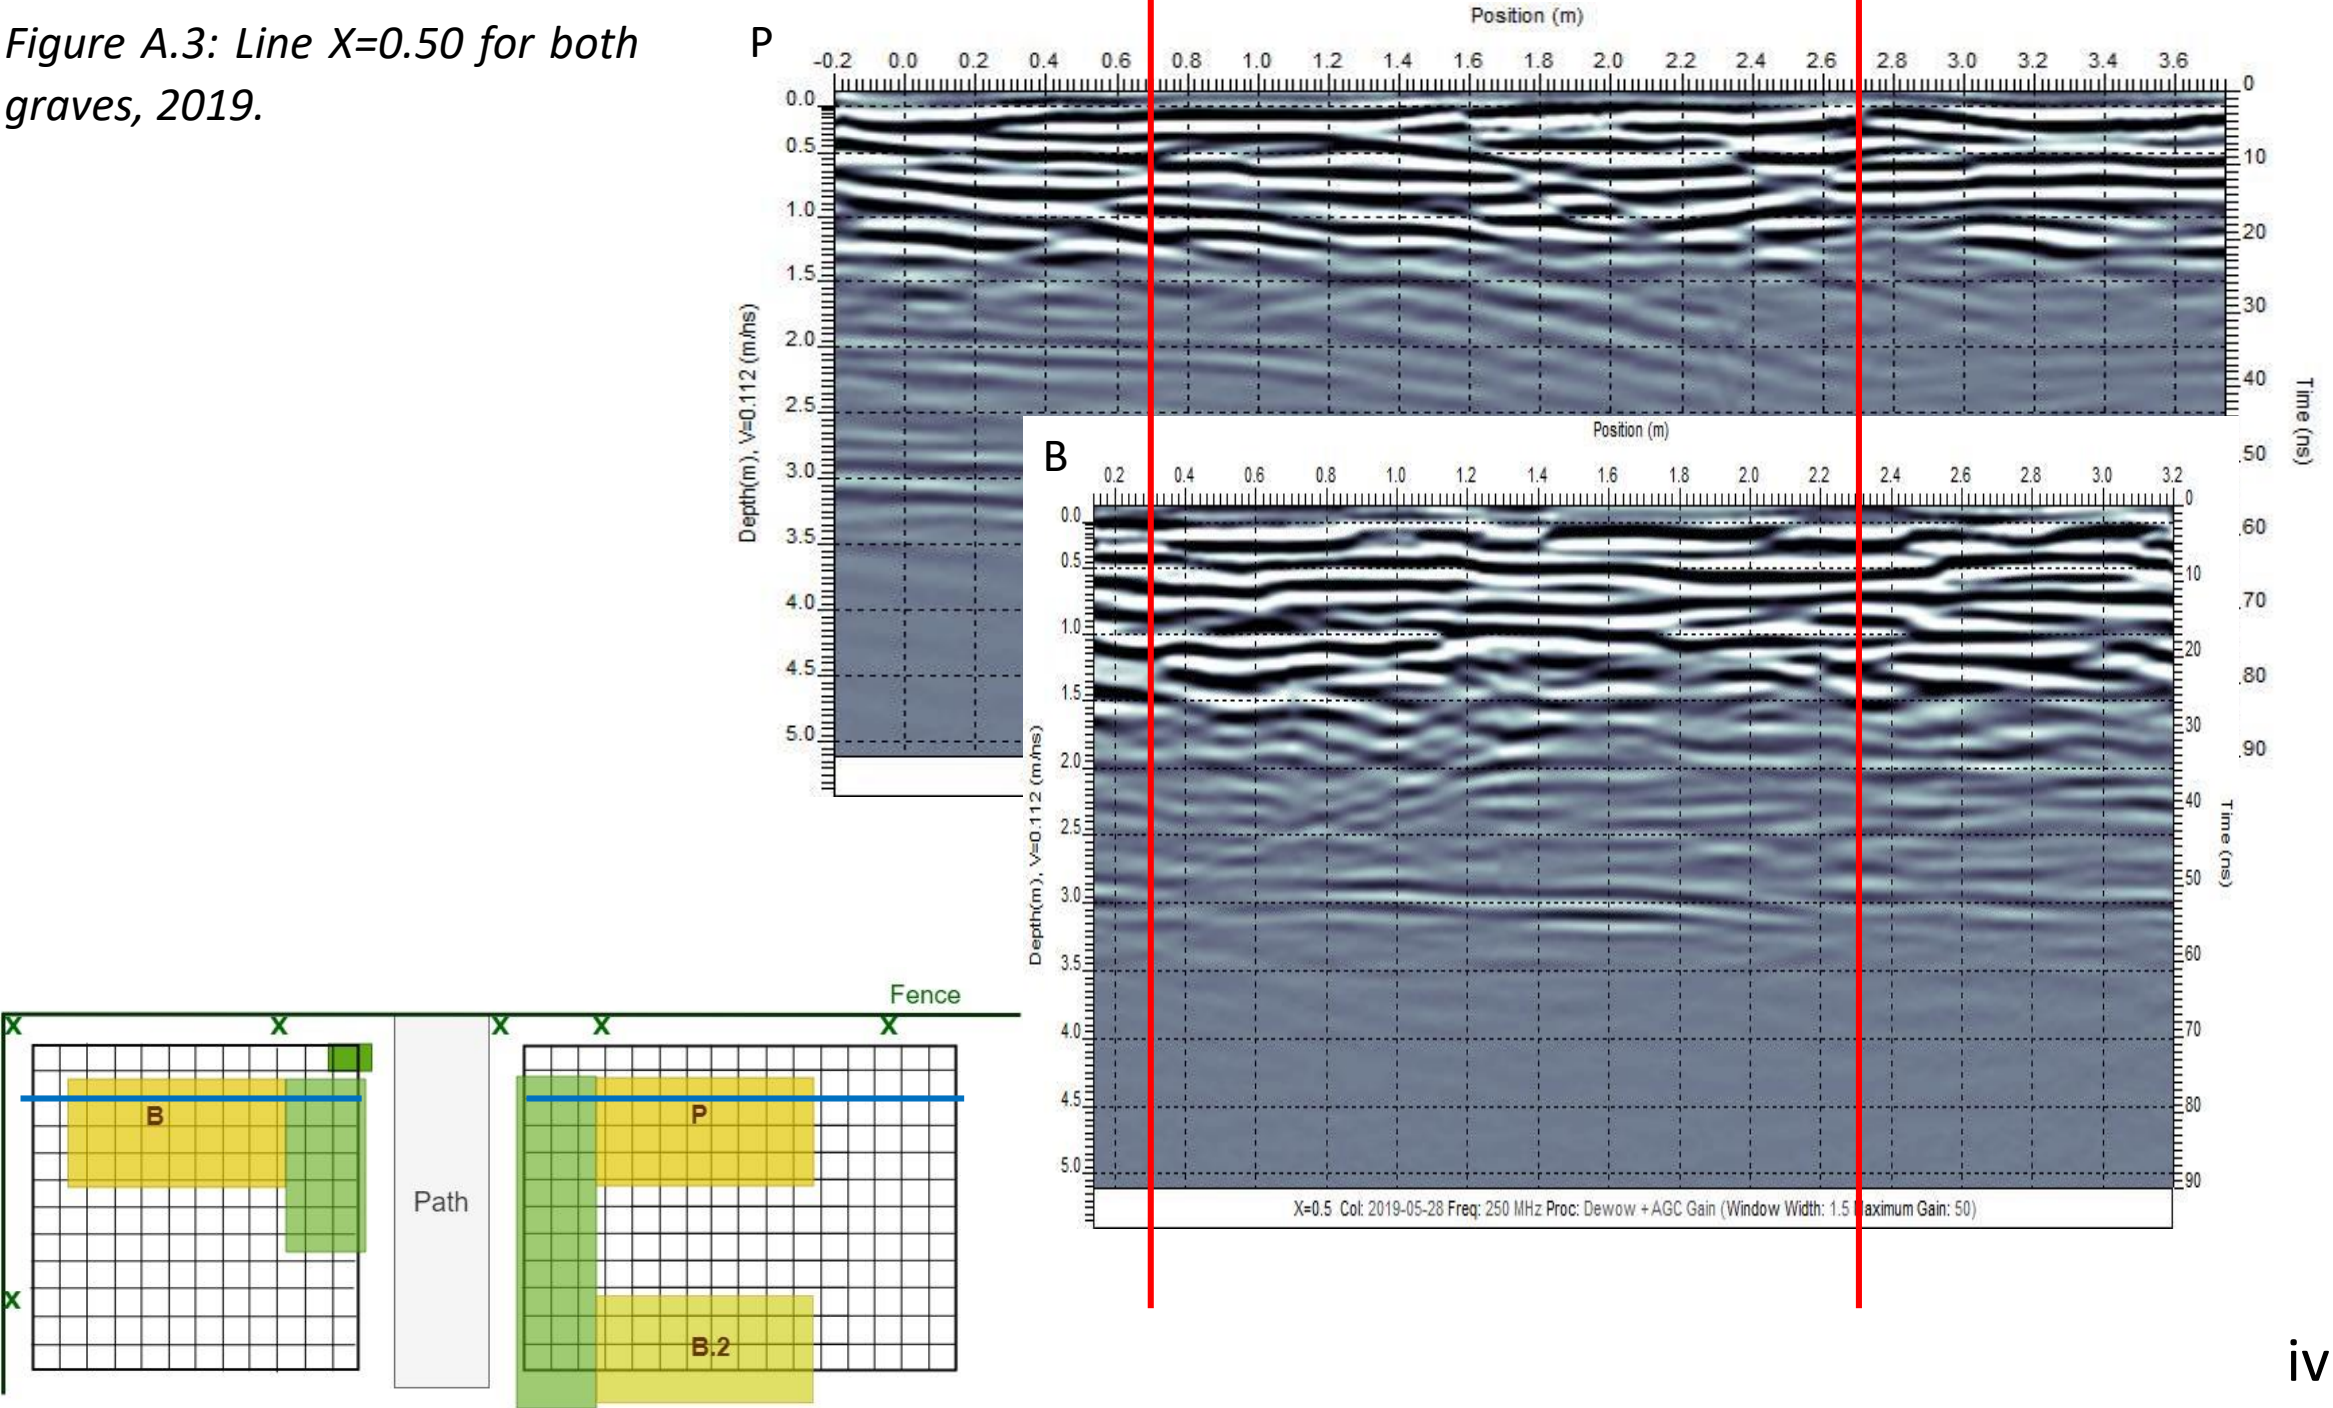 Figure A.3: Line X=0.50 for both
graves, 2019.
P
Position (m)
-0.2 0.0 0.2 0.4 0.6 0.8 1.0 1.2 1.4 1.6 1.8 2.0 2.2 2.4 2.6 2.8 3.0 3.2 3.4 3.6
0.0
0.5
1.0
1.5
2.0
2.5
3.0
3.5
4.0
4.5
5.0
Depth(m), V=0.112 (m/ns)
0
10
20
30
40
50
60
70
80
90
Time (ns)
B
Position (m)
0.2 0.4 0.6 0.8 1.0 1.2 1.4 1.6 1.8 2.0 2.2 2.4 2.6 2.8 3.0 3.2
0.0
0.5
1.0
1.5
2.0
2.5
3.0
3.5
4.0
4.5
5.0
Depth(m), V=0.112 (m/ns)
0
10
20
30
40
50
60
70
80
90
Time (ns)
X=0.5 Col: 2019-05-28 Freq: 250 MHz Proc: Dewow + AGC Gain (Window Width: 1.5 Maximum Gain: 50)
Fence
X X X X X
B
P
Path
X
B.2
iv